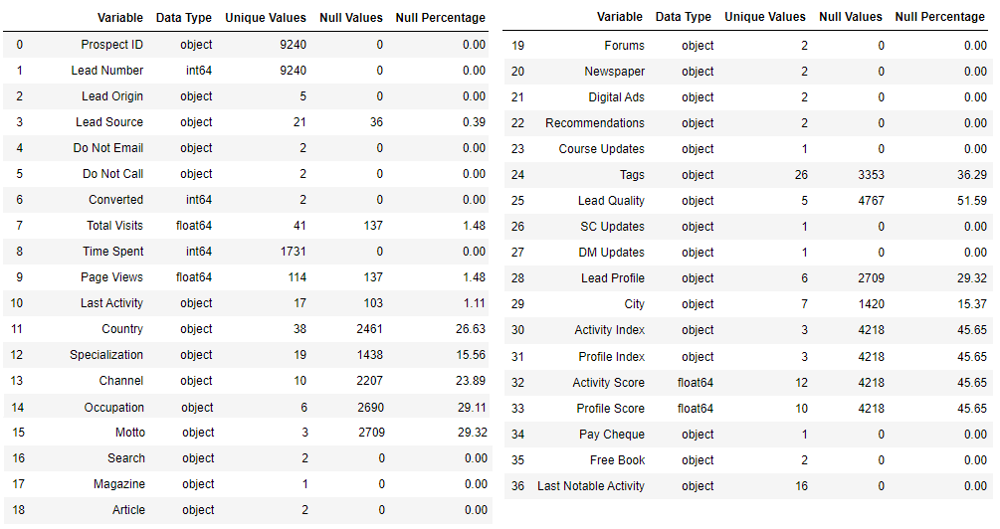 Variable Data Type Unique Values Null Values Null Percentage
0 Prospect ID object 9240 0 0.00
1 Lead Number int64 9240 0 0.00
2 Lead Origin object 5 0 0.00
3 Lead Source object 21 36 0.39
4 Do Not Email object 2 0 0.00
5 Do Not Call object 2 0 0.00
6 Converted int64 2 0 0.00
7 Total Visits float64 41 137 1.48
8 Time Spent int64 1731 0 0.00
9 Page Views float64 114 137 1.48
10 Last Activity object 17 103 1.11
11 Country object 38 2461 26.63
12 Specialization object 19 1438 15.56
13 Channel object 10 2207 23.89
14 Occupation object 6 2690 29.11
15 Motto object 3 2709 29.32
16 Search object 2 0 0.00
17 Magazine object 1 0 0.00
18 Article object 2 0 0.00
Variable Data Type Unique Values Null Values Null Percentage
19 Forums object 2 0 0.00
20 Newspaper object 2 0 0.00
21 Digital Ads object 2 0 0.00
22 Recommendations object 2 0 0.00
23 Course Updates object 1 0 0.00
24 Tags object 26 3353 36.29
25 Lead Quality object 5 4767 51.59
26 SC Updates object 1 0 0.00
27 DM Updates object 1 0 0.00
28 Lead Profile object 6 2709 29.32
29 City object 7 1420 15.37
30 Activity Index object 3 4218 45.65
31 Profile Index object 3 4218 45.65
32 Activity Score float64 12 4218 45.65
33 Profile Score float64 10 4218 45.65
34 Pay Cheque object 1 0 0.00
35 Free Book object 2 0 0.00
36 Last Notable Activity object 16 0 0.00